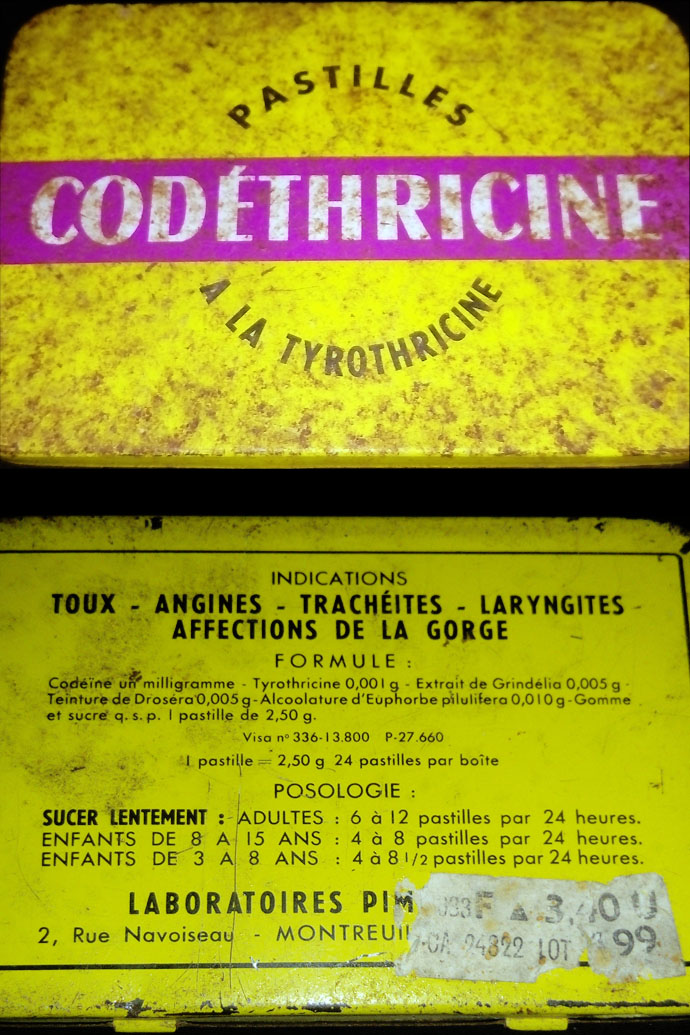 PASTILLES
CODÉTHRICINE
A LA TYROTHRICINE
INDICATIONS
TOUX - ANGINES - TRACHÉITES - LARYNGITES
AFFECTIONS DE LA GORGE
FORMULE :
Codéine un milligramme - Tyrothricine 0,001 g - Extrait de Grindélia 0,005 g -
Teinture de Droséra 0,005 g - Alcoolature d'Euphorbe pilulifera 0,010 g - Gomme
et sucre q. s. p. 1 pastille de 2,50 g.
Visa n° 336-13.800 P-27.660
1 pastille = 2,50 g 24 pastilles par boîte
POSOLOGIE :
SUCER LENTEMENT : ADULTES : 6 à 12 pastilles par 24 heures.
ENFANTS DE 8 A 15 ANS : 4 à 8 pastilles par 24 heures.
ENFANTS DE 3 A 8 ANS : 4 à 8 1/2 pastilles par 24 heures.
LABORATOIRES
2, Rue Navoiseau - MONTREUIL
F 3,40 U
LOT 99